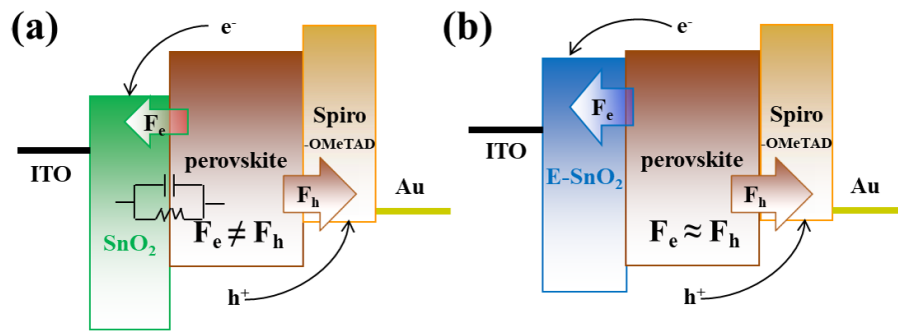 (a)
e⁻
Spiro
-OMeTAD
Fₑ
ITO
perovskite
Fₕ
Au
SnO₂
Fₑ ≠ Fₕ
h⁺
(b)
e⁻
Spiro
-OMeTAD
Fₑ
ITO
perovskite
E-SnO₂
Fₕ
Au
Fₑ ≈ Fₕ
h⁺